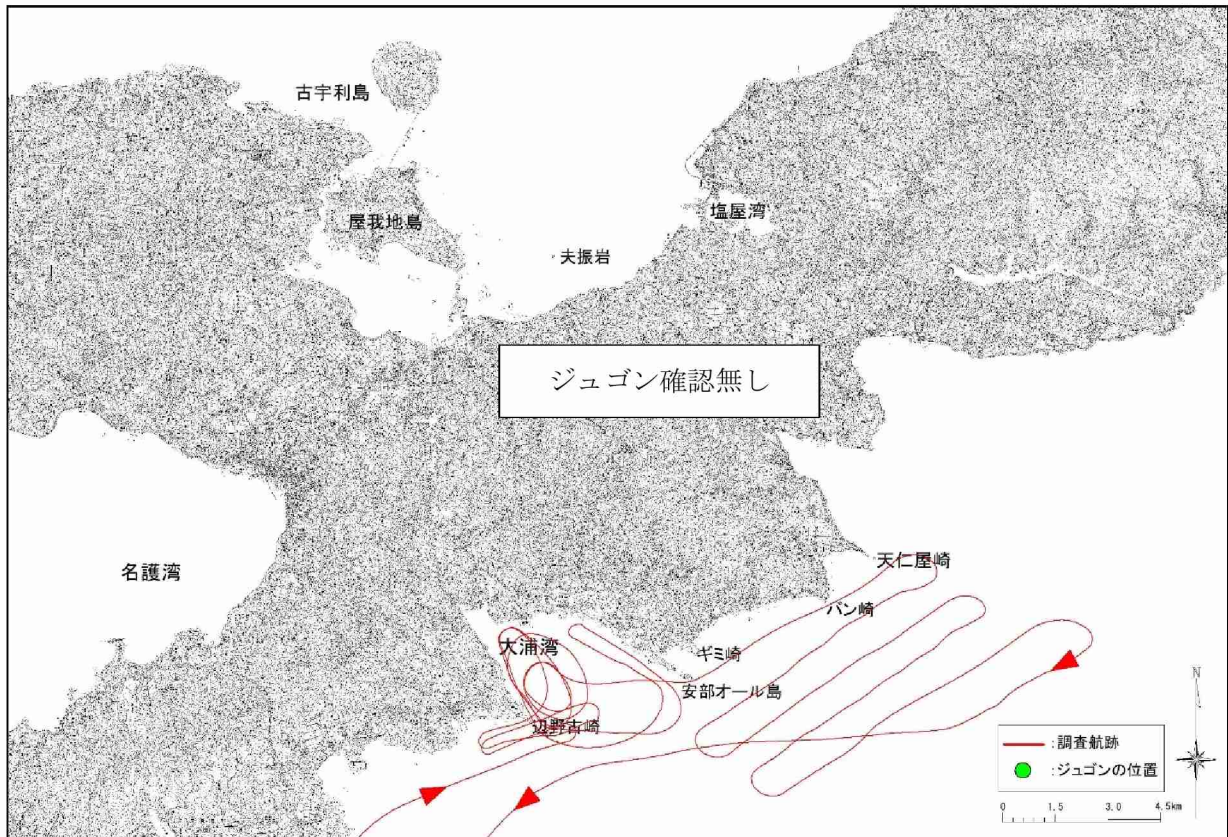 古宇利島
屋我地島
塩屋湾
夫振岩
ジュゴン確認無し
名護湾
天仁屋崎
バン崎
大浦湾
ギミ崎
安部オール島
辺野古崎
N
:調査航跡
:ジュゴンの位置
0 1.5 3.0 4.5km